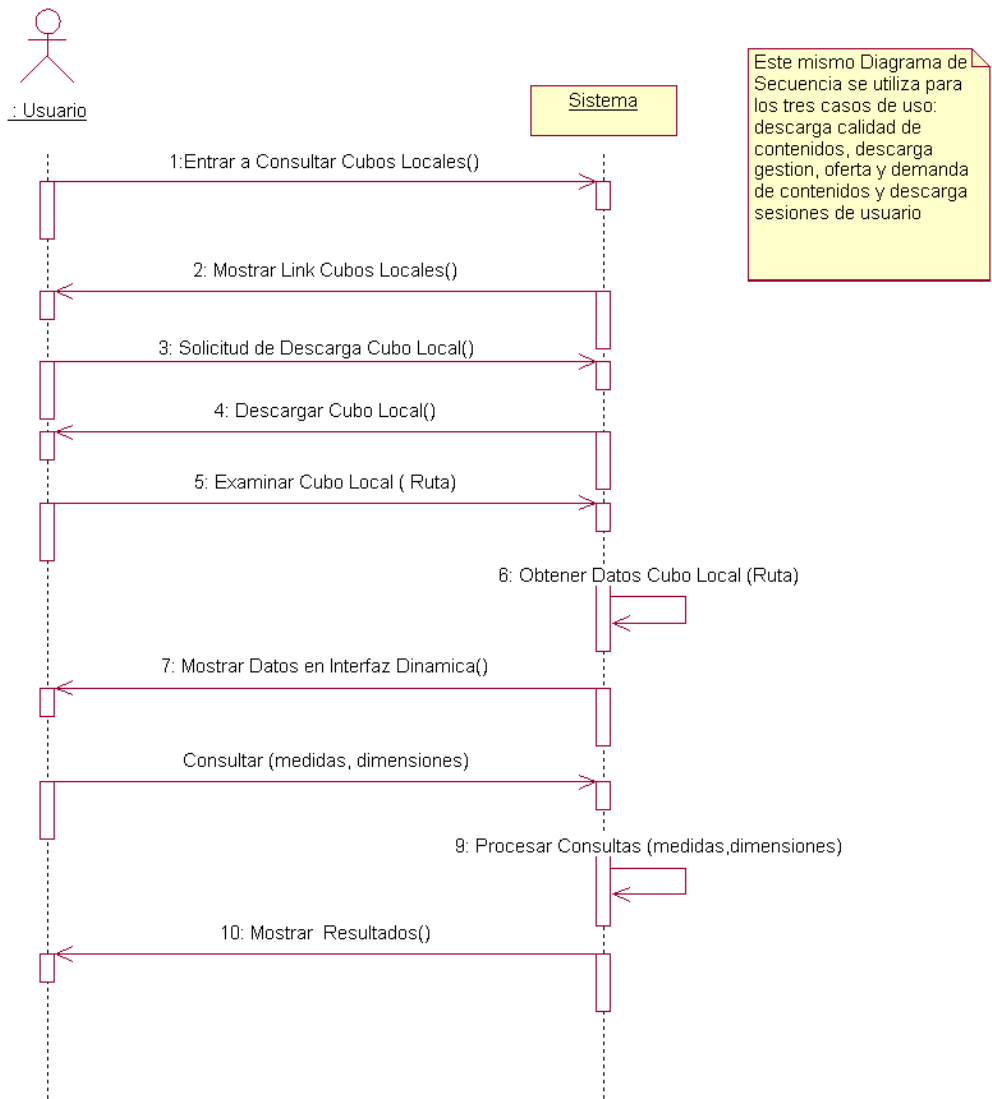 : Usuario
Sistema
Este mismo Diagrama de
Secuencia se utiliza para
los tres casos de uso:
descarga calidad de
contenidos, descarga
gestion, oferta y demanda
de contenidos y descarga
sesiones de usuario
1:Entrar a Consultar Cubos Locales()
2: Mostrar Link Cubos Locales()
3: Solicitud de Descarga Cubo Local()
4: Descargar Cubo Local()
5: Examinar Cubo Local ( Ruta)
6: Obtener Datos Cubo Local (Ruta)
7: Mostrar Datos en Interfaz Dinamica()
Consultar (medidas, dimensiones)
9: Procesar Consultas (medidas,dimensiones)
10: Mostrar  Resultados()